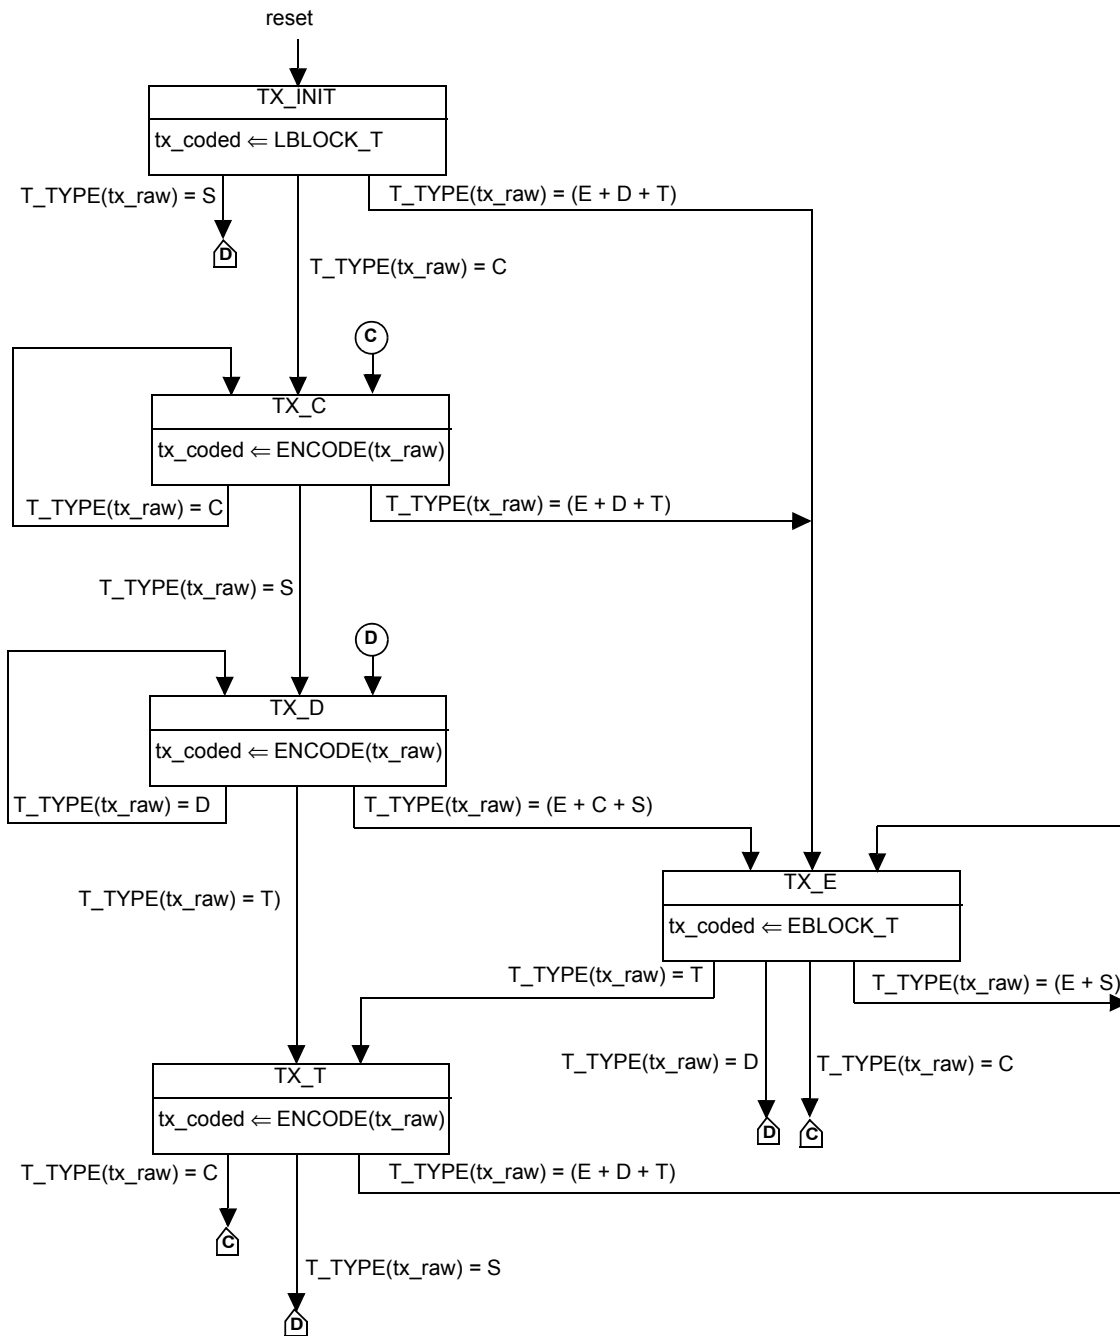 reset
TX_INIT
tx_coded ⇐ LBLOCK_T
T_TYPE(tx_raw) = S
T_TYPE(tx_raw) = (E + D + T)
D
T_TYPE(tx_raw) = C
C
TX_C
tx_coded ⇐ ENCODE(tx_raw)
T_TYPE(tx_raw) = C
T_TYPE(tx_raw) = (E + D + T)
T_TYPE(tx_raw) = S
D
TX_D
tx_coded ⇐ ENCODE(tx_raw)
T_TYPE(tx_raw) = D
T_TYPE(tx_raw) = (E + C + S)
TX_E
T_TYPE(tx_raw) = T)
tx_coded ⇐ EBLOCK_T
T_TYPE(tx_raw) = T
T_TYPE(tx_raw) = (E + S)
T_TYPE(tx_raw) = D
T_TYPE(tx_raw) = C
TX_T
tx_coded ⇐ ENCODE(tx_raw)
D
C
T_TYPE(tx_raw) = C
T_TYPE(tx_raw) = (E + D + T)
C
T_TYPE(tx_raw) = S
D